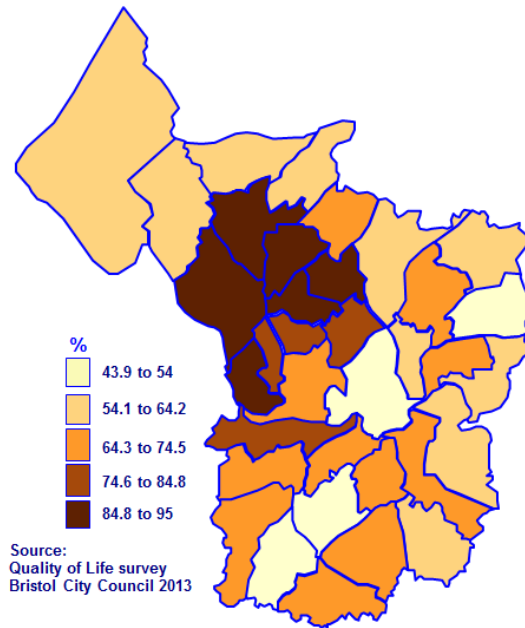 %
43.9 to 54
54.1 to 64.2
64.3 to 74.5
74.6 to 84.8
84.8 to 95
Source:
Quality of Life survey
Bristol City Council 2013